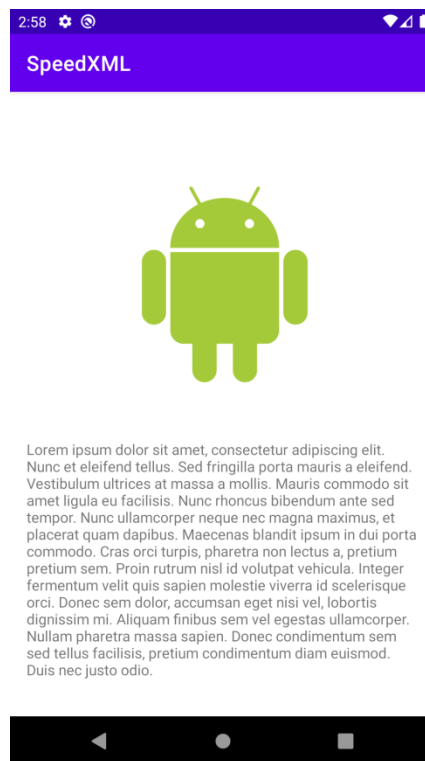 2:58
SpeedXML
Lorem ipsum dolor sit amet, consectetur adipiscing elit.
Nunc et eleifend tellus. Sed fringilla porta mauris a eleifend.
Vestibulum ultrices at massa a mollis. Mauris commodo sit
amet ligula eu facilisis. Nunc rhoncus bibendum ante sed
tempor. Nunc ullamcorper neque nec magna maximus, et
placerat quam dapibus. Maecenas blandit ipsum in dui porta
commodo. Cras orci turpis, pharetra non lectus a, pretium
pretium sem. Proin rutrum nisl id volutpat vehicula. Integer
fermentum velit quis sapien molestie viverra id scelerisque
orci. Donec sem dolor, accumsan eget nisi vel, lobortis
dignissim mi. Aliquam finibus sem vel egestas ullamcorper.
Nullam pharetra massa sapien. Donec condimentum sem
sed tellus facilisis, pretium condimentum diam euismod.
Duis nec justo odio.